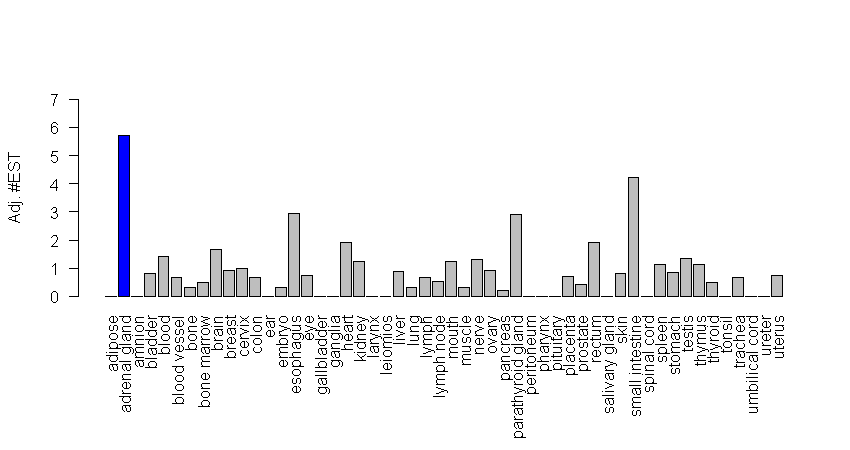 7
6
5
4
3
2
1
0
Adj. #EST
adipose
adrenal gland
amnion
bladder
blood
blood vessel
bone
bone marrow
brain
breast
cervix
colon
ear
embryo
esophagus
eye
gallbladder
ganglia
heart
kidney
larynx
leiomios
liver
lung
lymph
lymph node
mouth
muscle
nerve
ovary
pancreas
parathyroid gland
peritoneum
pharynx
pituitary
placenta
prostate
rectum
salivary gland
skin
small intestine
spinal cord
spleen
stomach
testis
thymus
thyroid
tonsil
trachea
umbilical cord
ureter
uterus